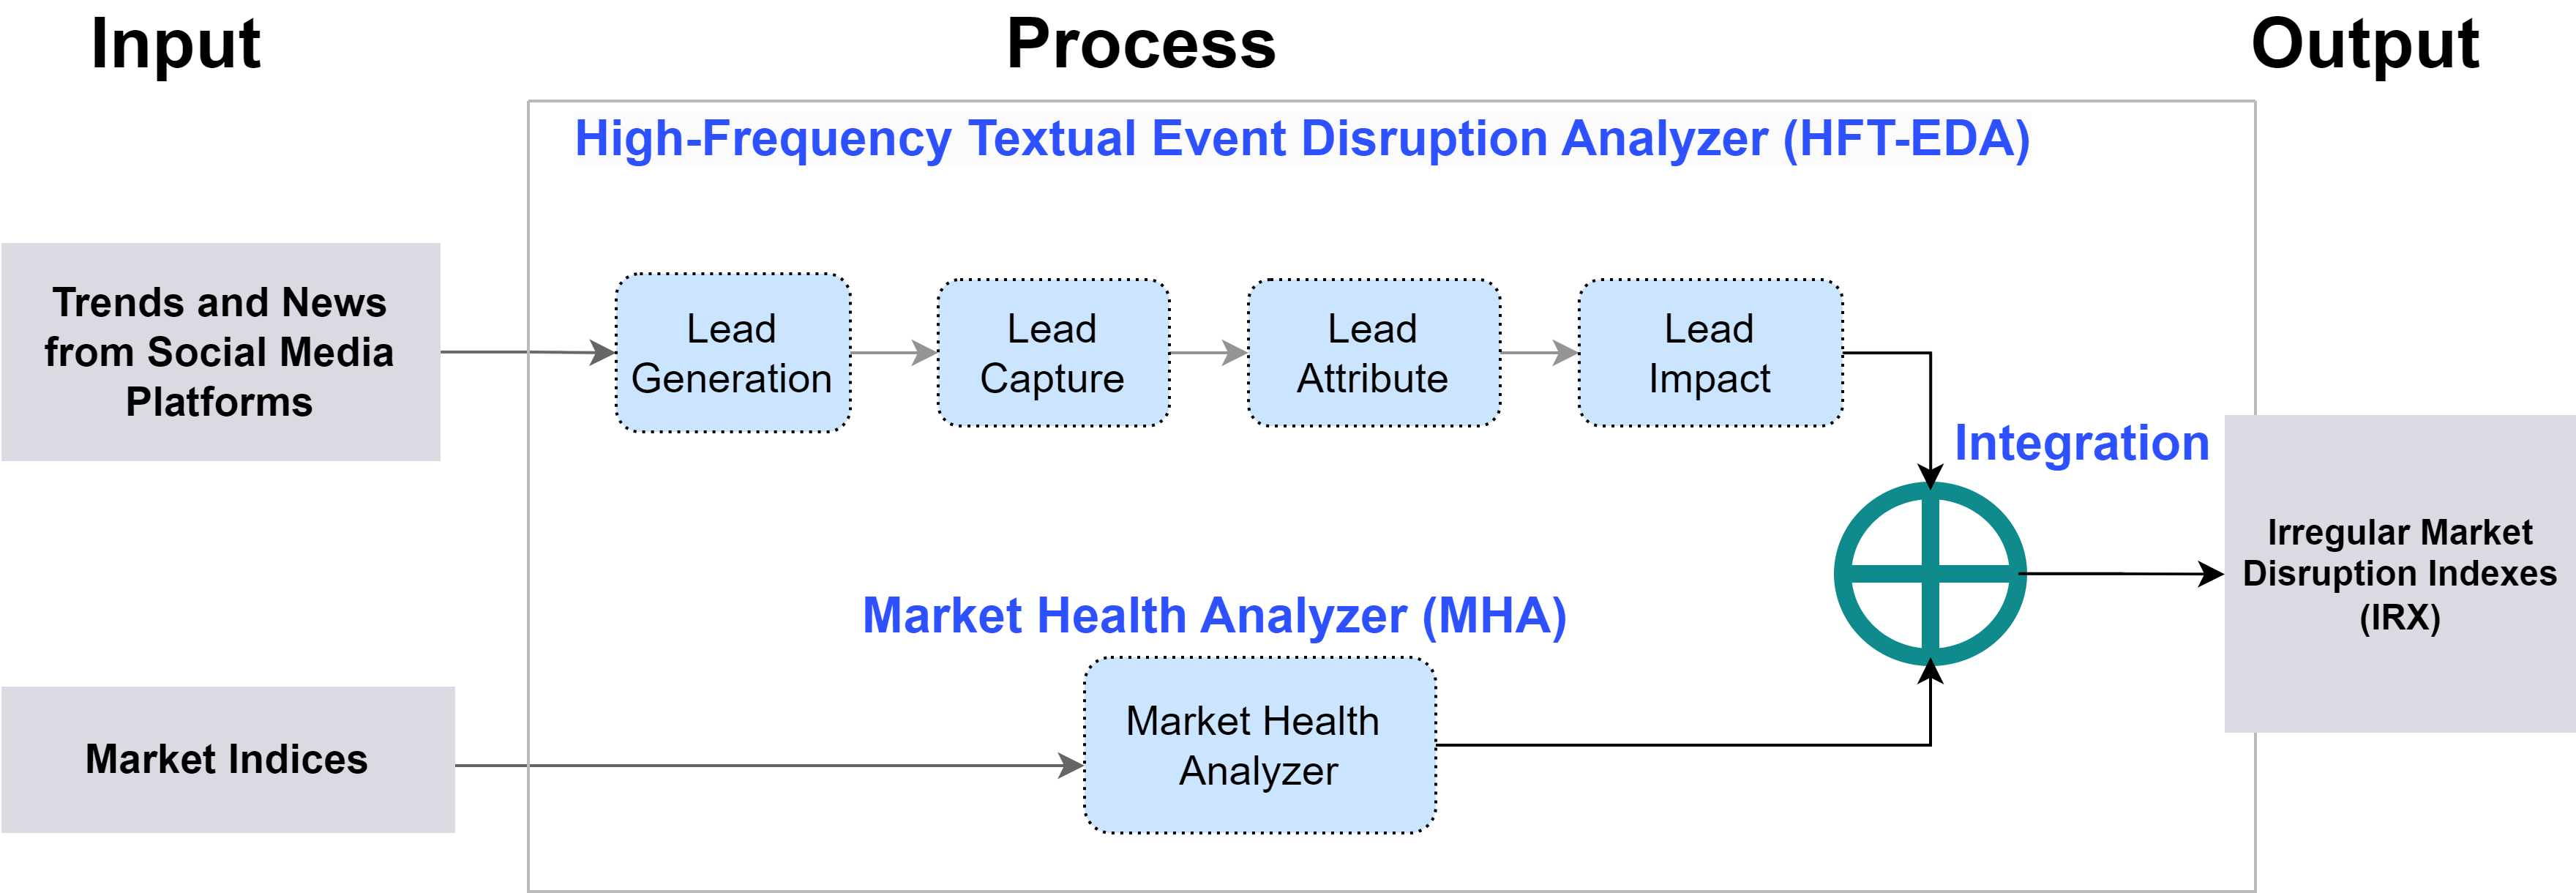 Input
Process
Output
High-Frequency Textual Event Disruption Analyzer (HFT-EDA)
Trends and News
from Social Media
Platforms
Lead
Generation
Lead
Capture
Lead
Attribute
Lead
Impact
Integration
Irregular Market
Disruption Indexes
(IRX)
Market Health Analyzer (MHA)
Market Indices
Market Health
Analyzer